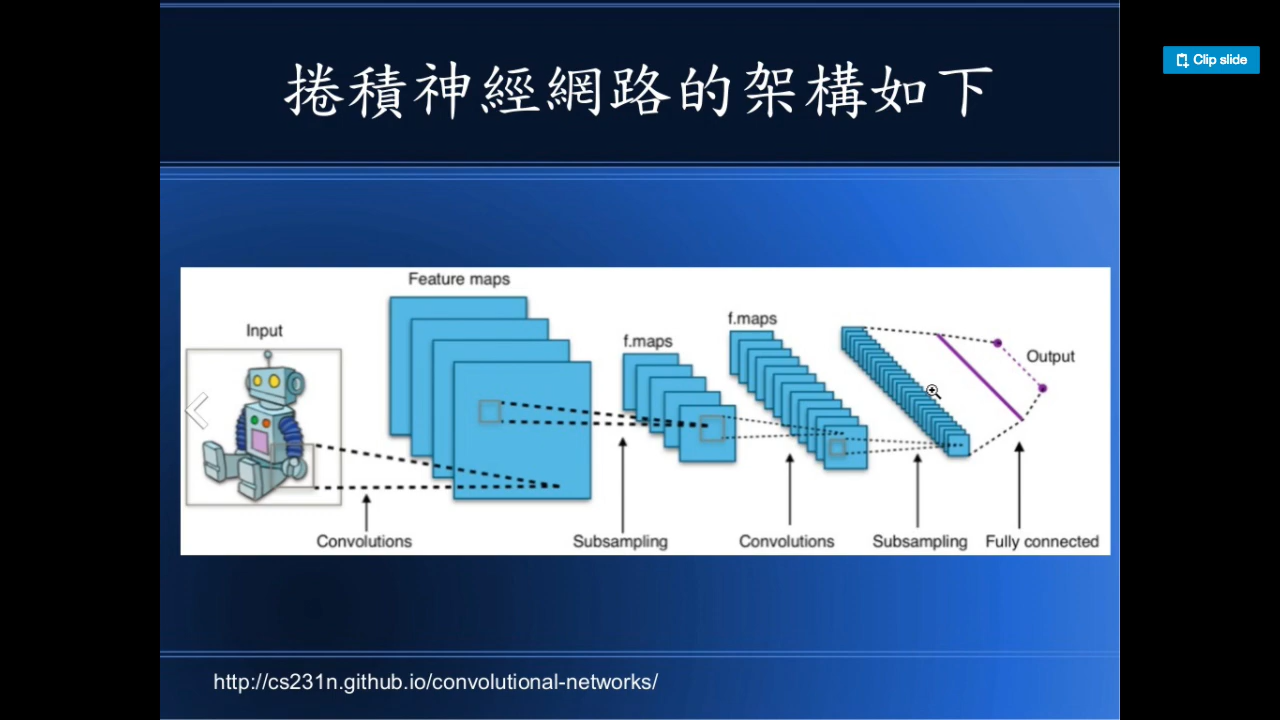 捲積神經網路的架構如下
Clip slide
Feature maps
Input
f.maps
f.maps
Output
Convolutions
Subsampling
Convolutions
Subsampling
Fully connected
http://cs231n.github.io/convolutional-networks/